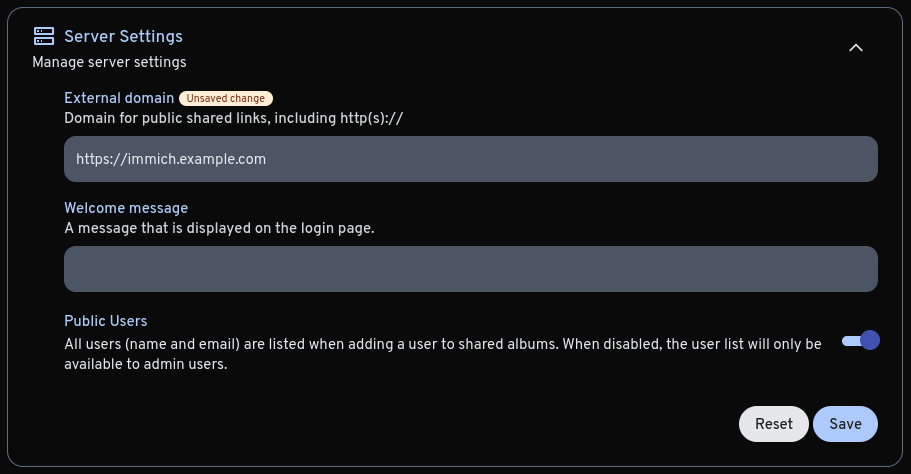 Server Settings
Manage server settings
External domain Unsaved change
Domain for public shared links, including http(s)://
https://immich.example.com
Welcome message
A message that is displayed on the login page.
Public Users
All users (name and email) are listed when adding a user to shared albums. When disabled, the user list will only be
available to admin users.
Reset Save